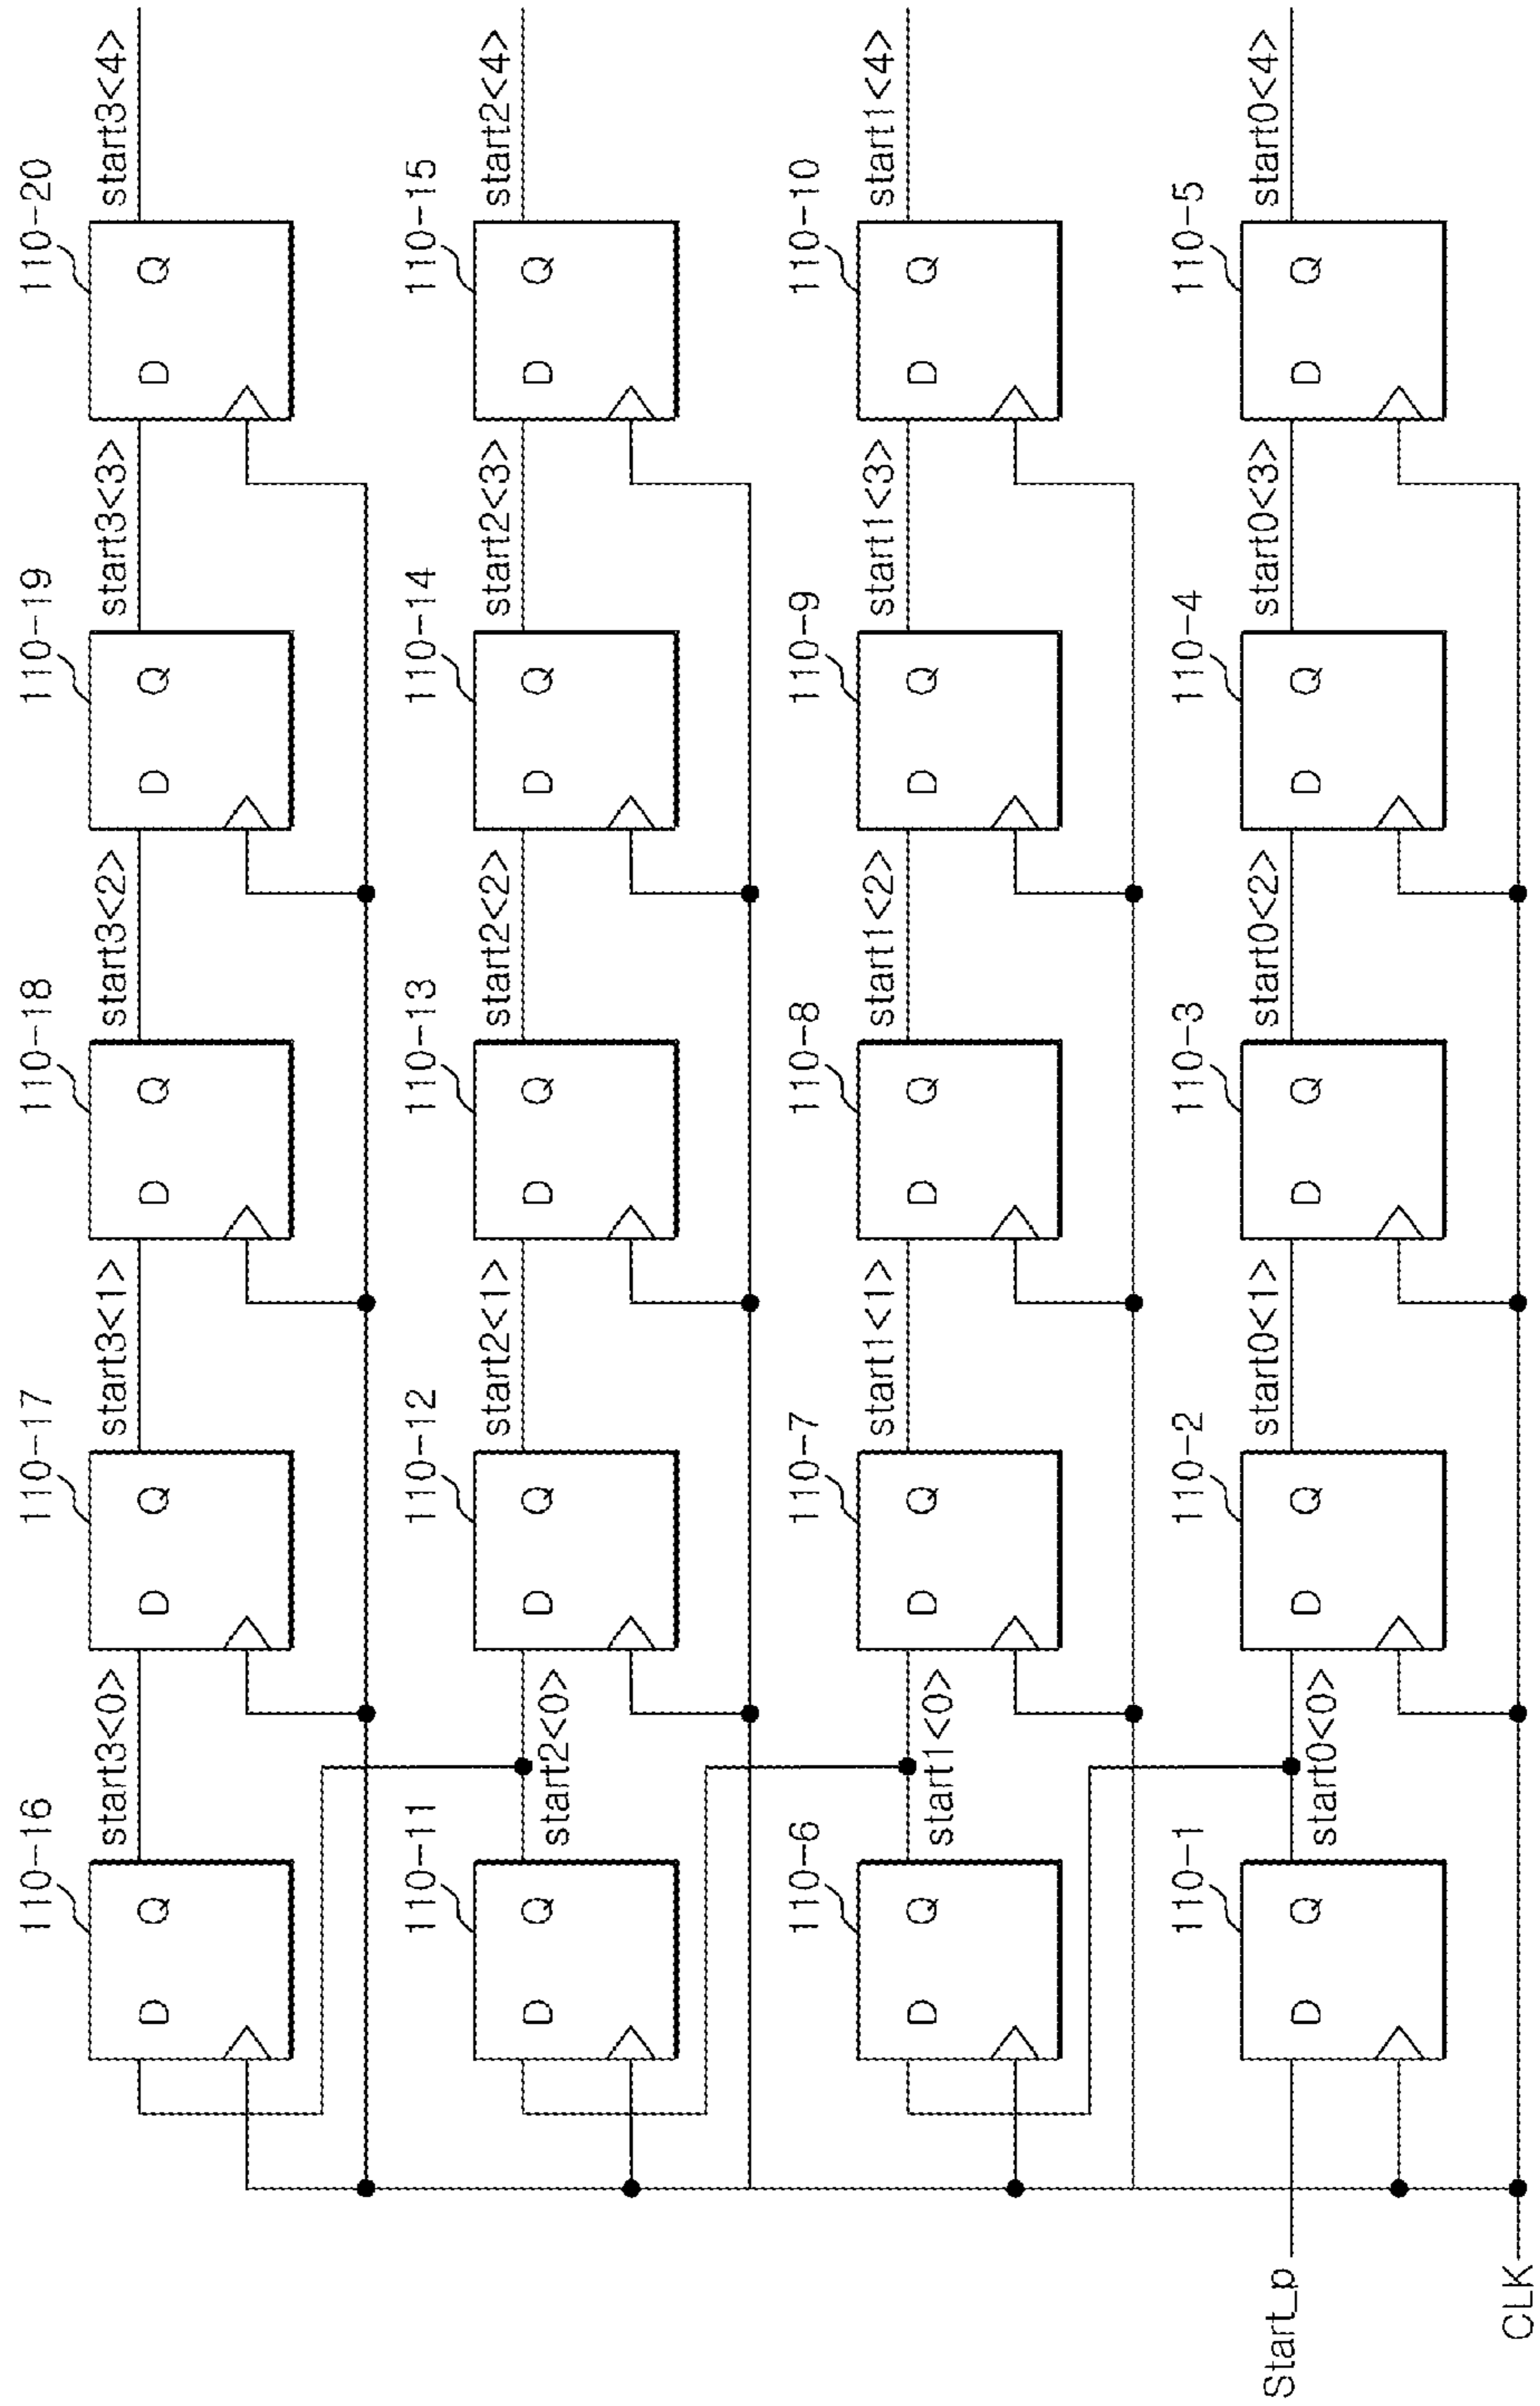 110-16
110-17
110-18
110-19
110-20
D Q
D Q
D Q
D Q
D Q
start3<0>
start3<1>
start3<2>
start3<3>
start3<4>
110-11
110-12
110-13
110-14
110-15
D Q
D Q
D Q
D Q
D Q
start2<0>
start2<1>
start2<2>
start2<3>
start2<4>
110-6
110-7
110-8
110-9
110-10
D Q
D Q
D Q
D Q
D Q
start1<0>
start1<1>
start1<2>
start1<3>
start1<4>
110-1
110-2
110-3
110-4
110-5
Start_p
D Q
D Q
D Q
D Q
D Q
start0<0>
start0<1>
start0<2>
start0<3>
start0<4>
CLK